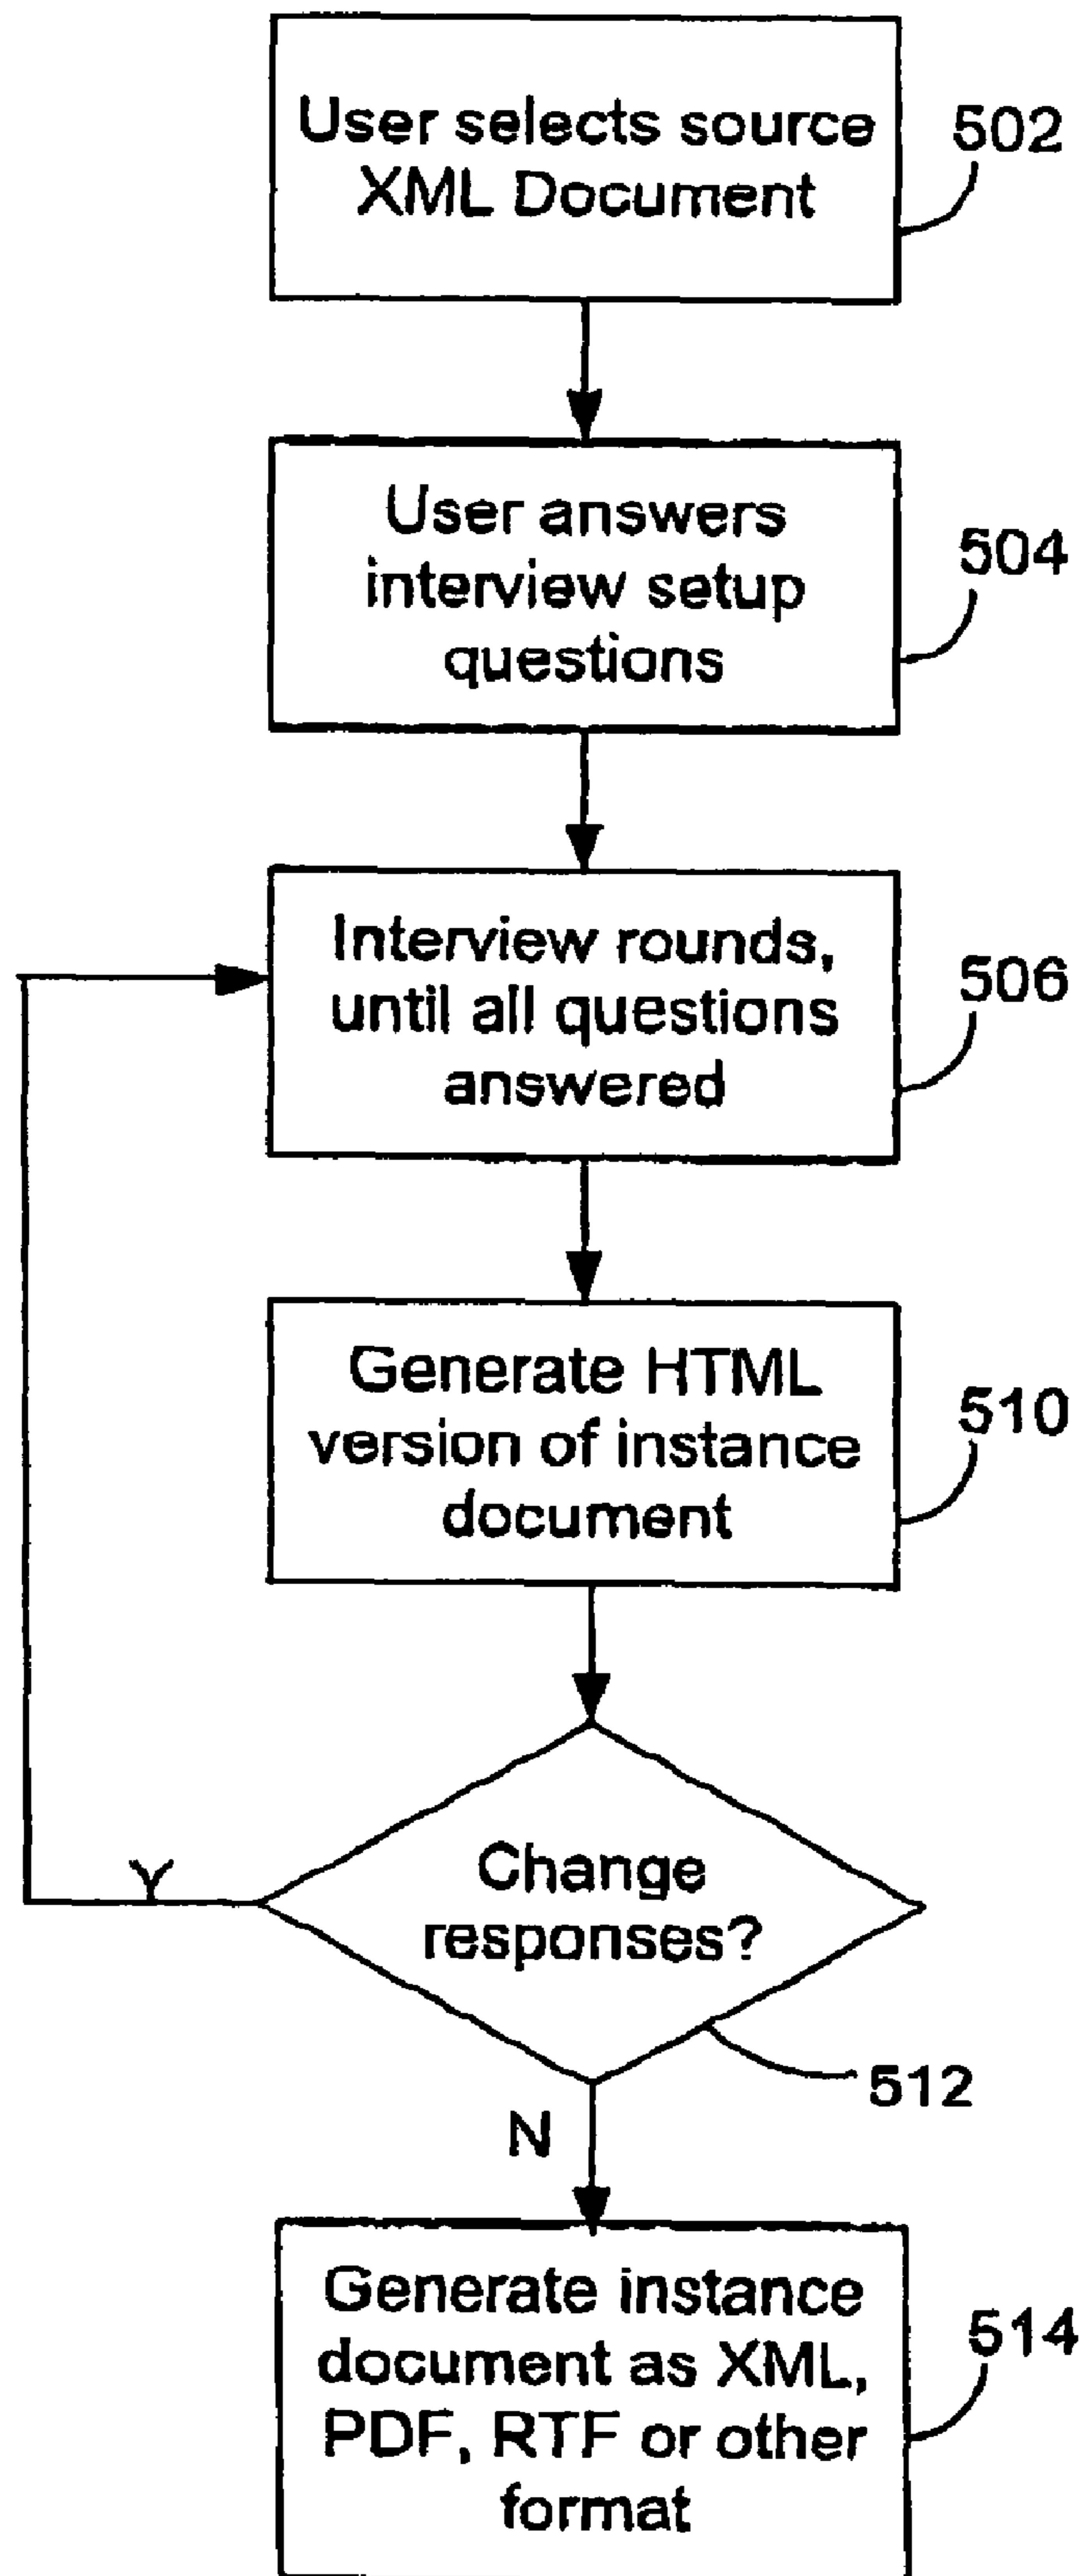 User selects source
XML Document
502
User answers
interview setup
questions
504
Interview rounds,
until all questions
answered
506
Generate HTML
version of instance
document
510
Change
responses?
Y
512
N
Generate instance
document as XML,
PDF, RTF or other
format
514